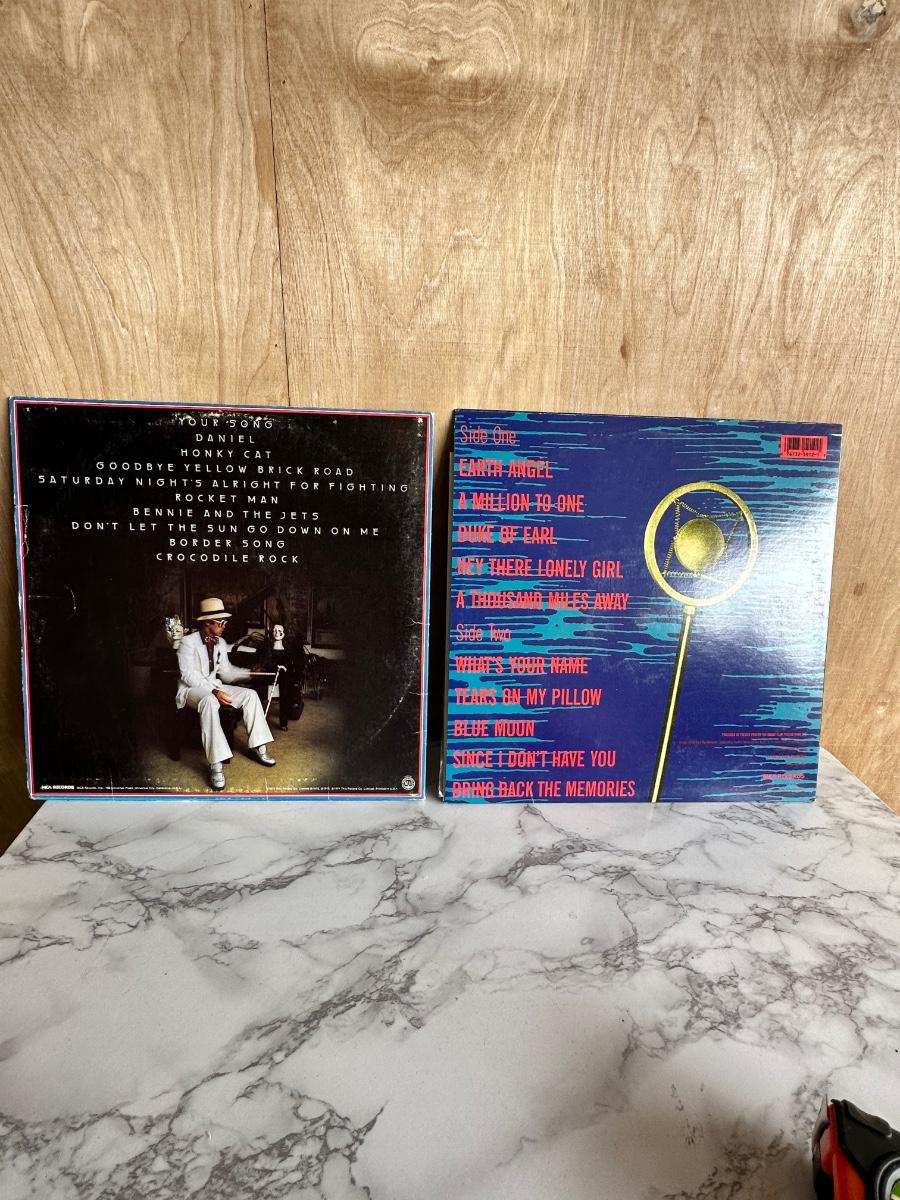 YOUR SONG
DANIEL
HONKY CAT
GOODBYE YELLOW BRICK ROAD
SATURDAY NIGHT'S ALRIGHT FOR FIGHTING
ROCKET MAN
BENNIE AND THE JETS
DON'T LET THE SUN GO DOWN ON ME
BORDER SONG
CROCODILE ROCK
MCA RECORDS
Side One
EARTH ANGEL
A MILLION TO ONE
DUKE OF EARL
HEY THERE LONELY GIRL
A THOUSAND MILES AWAY
Side Two
WHAT'S YOUR NAME
TEARS ON MY PILLOW
BLUE MOON
SINCE I DON'T HAVE YOU
BRING BACK THE MEMORIES
MCA RECORDS